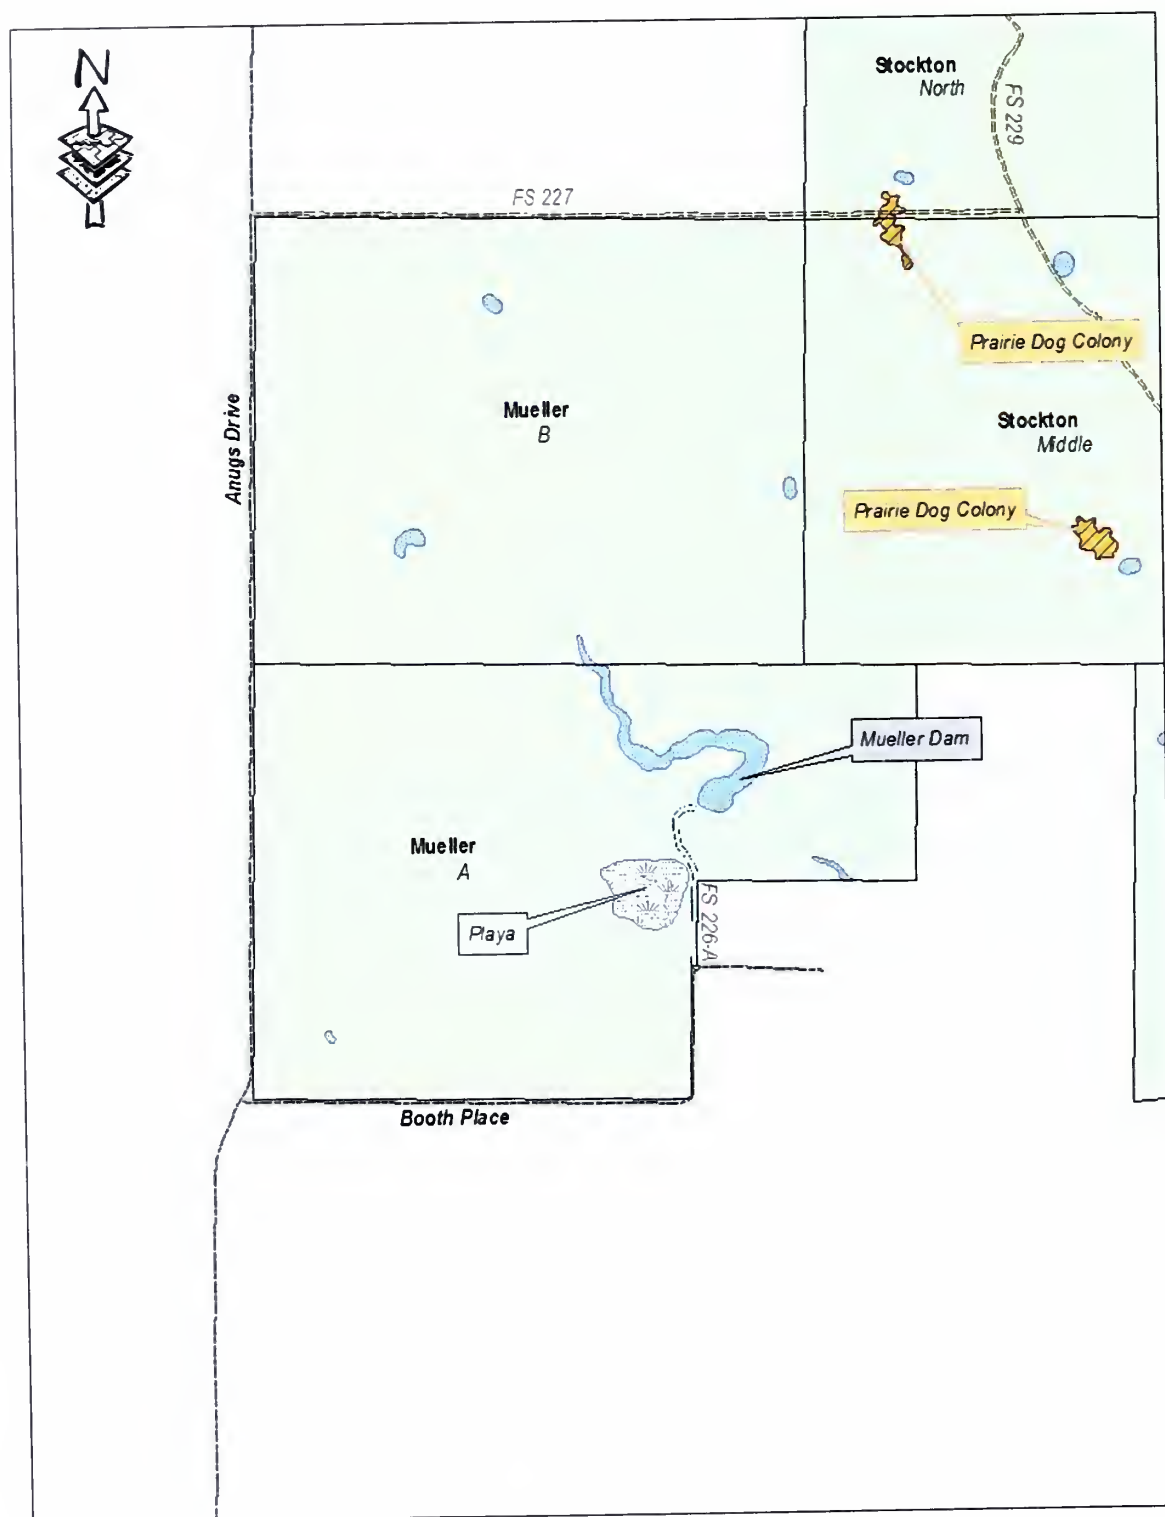 N
Stockton
North
FS 229
FS 227
Prairie Dog Colony
Mueller
B
Anugs Drive
Stockton
Middle
Prairie Dog Colony
Mueller Dam
Mueller
A
Playa
FS 226-A
Booth Place